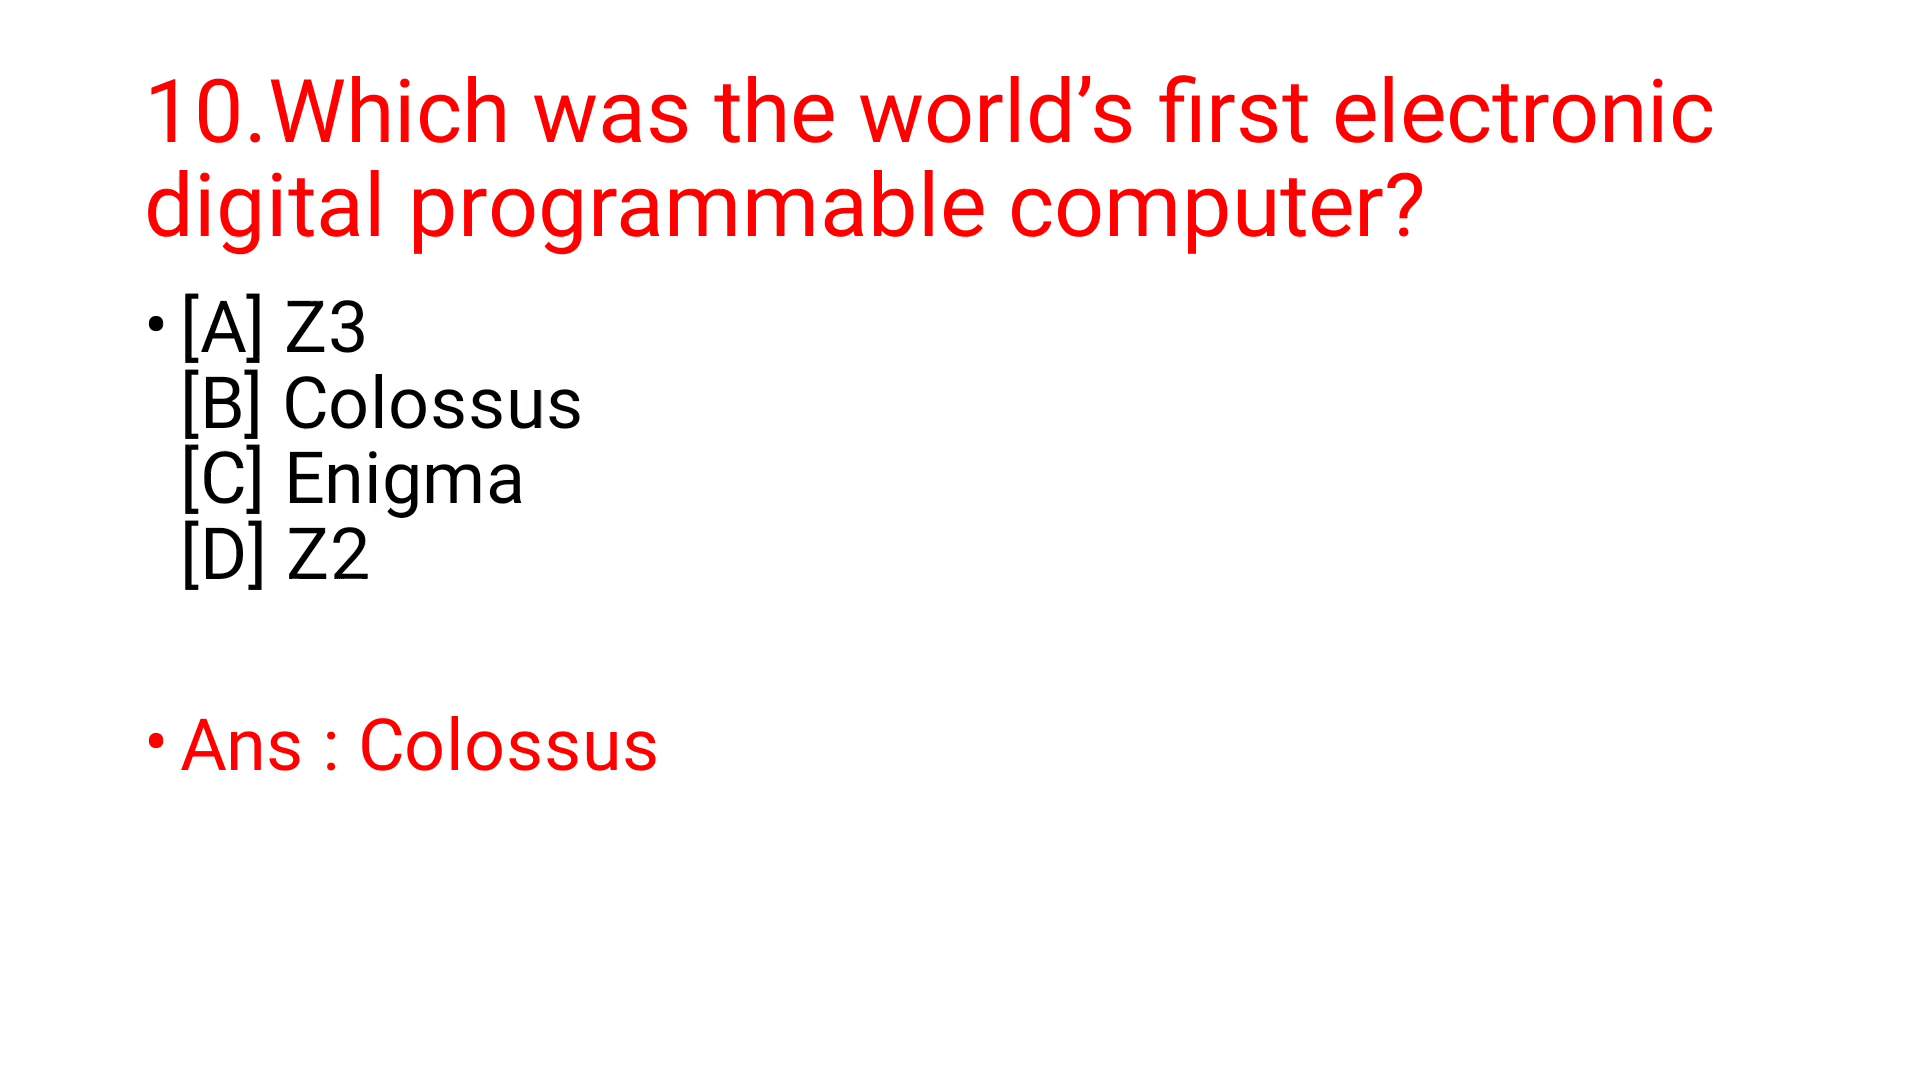 10.Which was the world’s first electronic
digital programmable computer?
• [A] Z3
[B] Colossus
[C] Enigma
[D] Z2
• Ans : Colossus